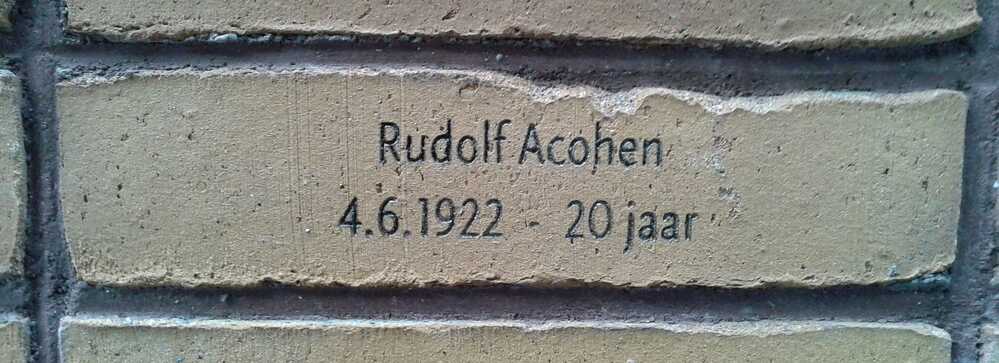 Rudolf Acohen
4.6.1922 - 20 jaar